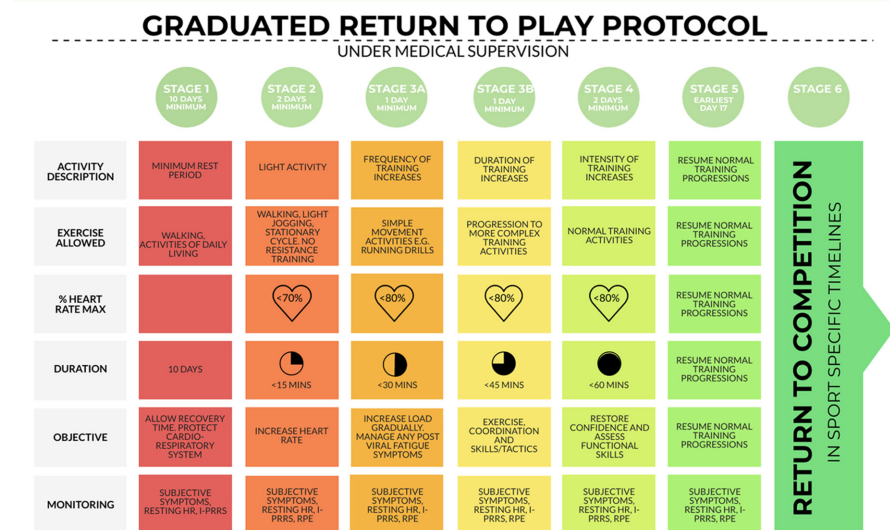 GRADUATED RETURN TO PLAY PROTOCOL
UNDER MEDICAL SUPERVISION
STAGE 1
10 DAYS
MINIMUM
STAGE 2
2 DAYS
MINIMUM
STAGE 3A
1 DAY
MINIMUM
STAGE 3B
1 DAY
MINIMUM
STAGE 4
2 DAYS
MINIMUM
STAGE 5
EARLIEST
DAY 17
STAGE 6
ACTIVITY
DESCRIPTION
MINIMUM REST
PERIOD
LIGHT ACTIVITY
FREQUENCY OF
TRAINING
INCREASES
DURATION OF
TRAINING
INCREASES
INTENSITY OF
TRAINING
INCREASES
RESUME NORMAL
TRAINING
PROGRESSIONS
EXERCISE
ALLOWED
WALKING,
ACTIVITIES OF DAILY
LIVING
WALKING, LIGHT
JOGGING,
STATIONARY
CYCLE. NO
RESISTANCE
TRAINING
SIMPLE
MOVEMENT
ACTIVITIES E.G.
RUNNING DRILLS
PROGRESSION TO
MORE COMPLEX
TRAINING
ACTIVITIES
NORMAL TRAINING
ACTIVITIES
RESUME NORMAL
TRAINING
PROGRESSIONS
% HEART
RATE MAX
<70%
<80%
<80%
<80%
RESUME NORMAL
TRAINING
PROGRESSIONS
DURATION
10 DAYS
<15 MINS
<30 MINS
<45 MINS
<60 MINS
RESUME NORMAL
TRAINING
PROGRESSIONS
OBJECTIVE
ALLOW RECOVERY
TIME, PROTECT
CARDIO-
RESPIRATORY
SYSTEM
INCREASE HEART
RATE
INCREASE LOAD
GRADUALLY.
MANAGE ANY POST
VIRAL FATIGUE
SYMPTOMS
EXERCISE,
COORDINATION
AND
SKILLS/TACTICS
RESTORE
CONFIDENCE AND
ASSESS
FUNCTIONAL
SKILLS
RESUME NORMAL
TRAINING
PROGRESSIONS
MONITORING
SUBJECTIVE
SYMPTOMS,
RESTING HR, I-PRRS
SUBJECTIVE
SYMPTOMS,
RESTING HR, I-
PRRS, RPE
SUBJECTIVE
SYMPTOMS,
RESTING HR, I-
PRRS, RPE
SUBJECTIVE
SYMPTOMS,
RESTING HR, I-
PRRS, RPE
SUBJECTIVE
SYMPTOMS,
RESTING HR, I-
PRRS, RPE
SUBJECTIVE
SYMPTOMS,
RESTING HR, I-
PRRS, RPE
RETURN TO COMPETITION
IN SPORT SPECIFIC TIMELINES